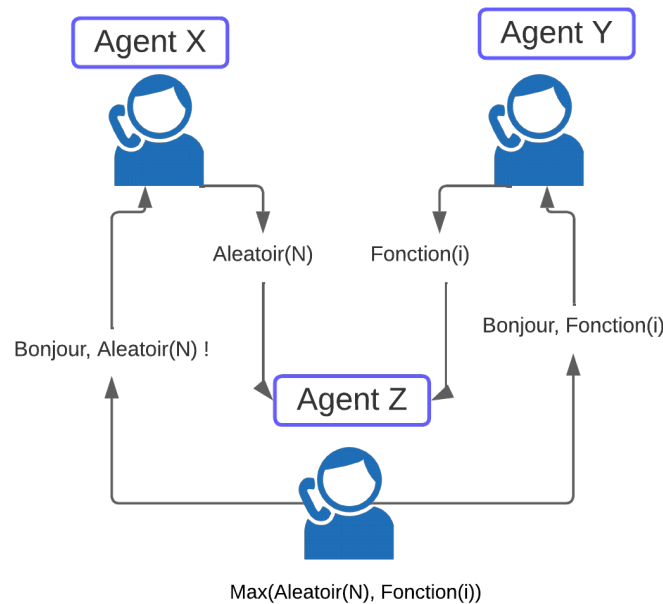 Agent X
Agent Y
Aleatoir(N)
Fonction(i)
Bonjour, Aleatoir(N) !
Bonjour, Fonction(i)
Agent Z
Max(Aleatoir(N), Fonction(i))